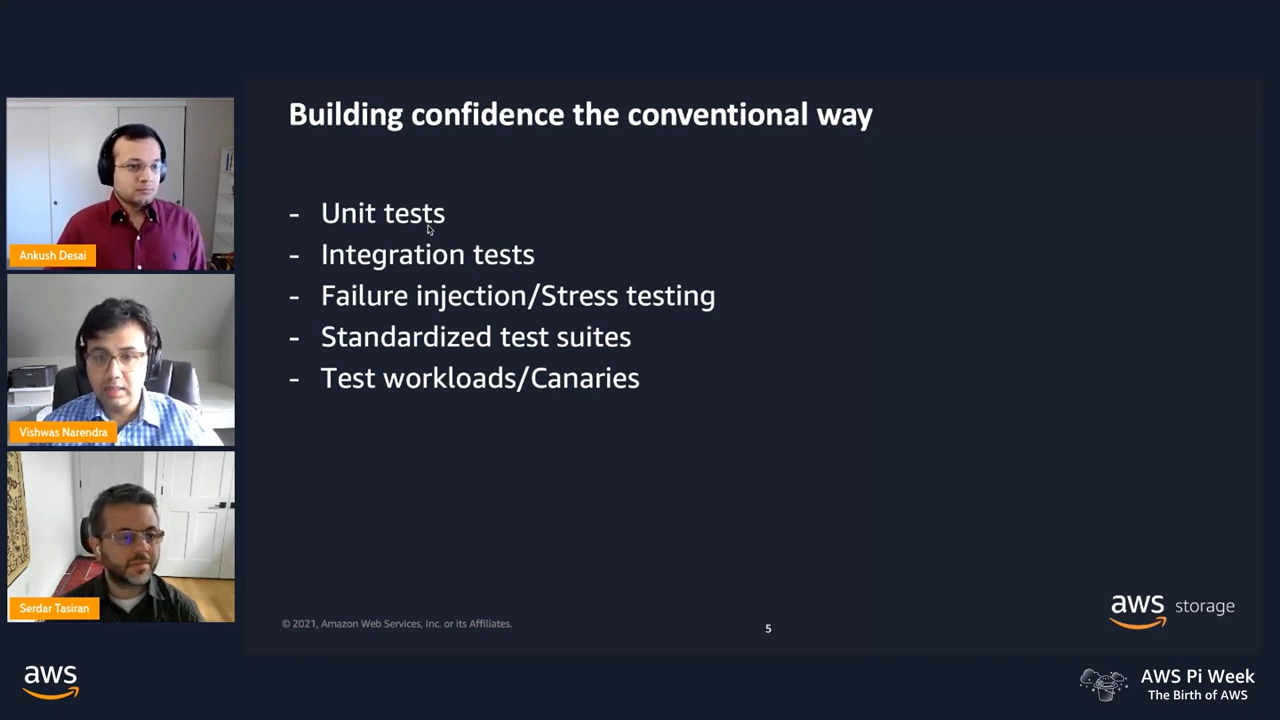 Building confidence the conventional way
- Unit tests
- Integration tests
- Failure injection/Stress testing
- Standardized test suites
- Test workloads/Canaries
Ankush Desai
Vishwas Narendra
Serdar Tasiran
© 2021, Amazon Web Services, Inc. or its Affiliates.
5
aws storage
aws
AWS Pi Week
The Birth of AWS